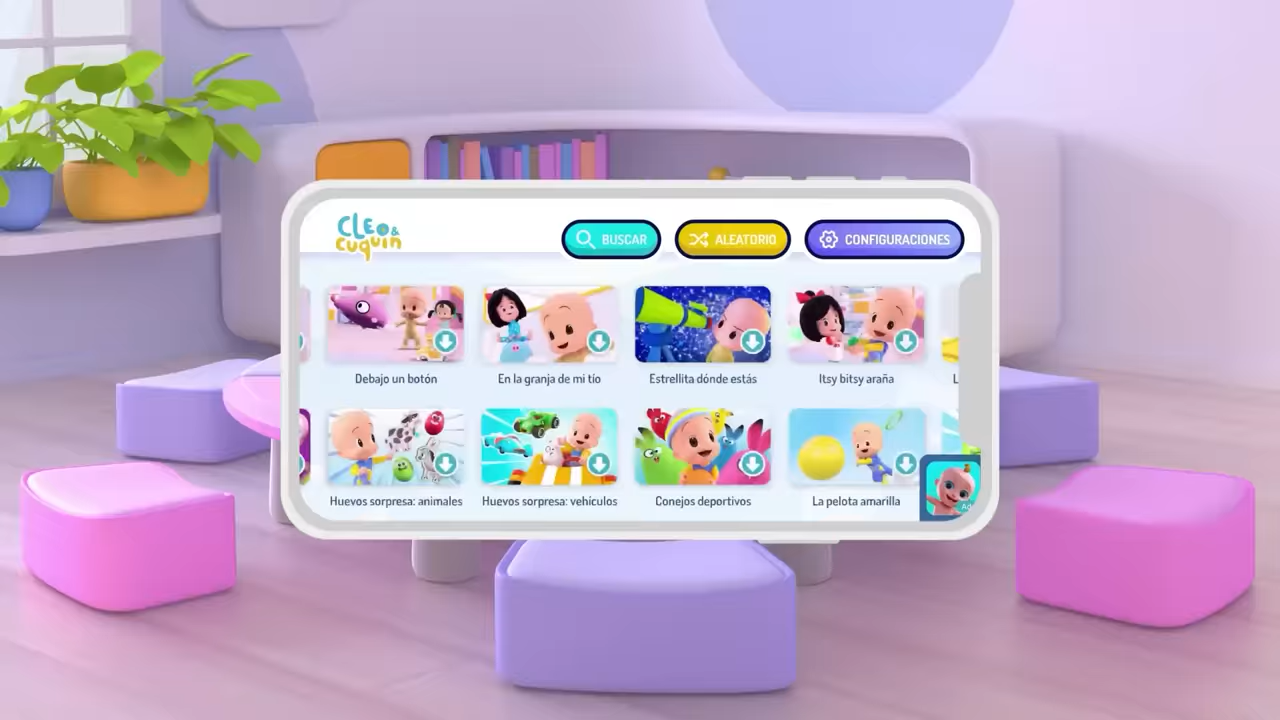 CLEO &
CUQUIN
BUSCAR
ALEATORIO
CONFIGURACIONES
Debajo un botón
En la granja de mi tío
Estrellita dónde estás
Itsy bitsy araña
L
Huevos sorpresa: animales
Huevos sorpresa: vehículos
Conejos deportivos
La pelota amarilla
Ad